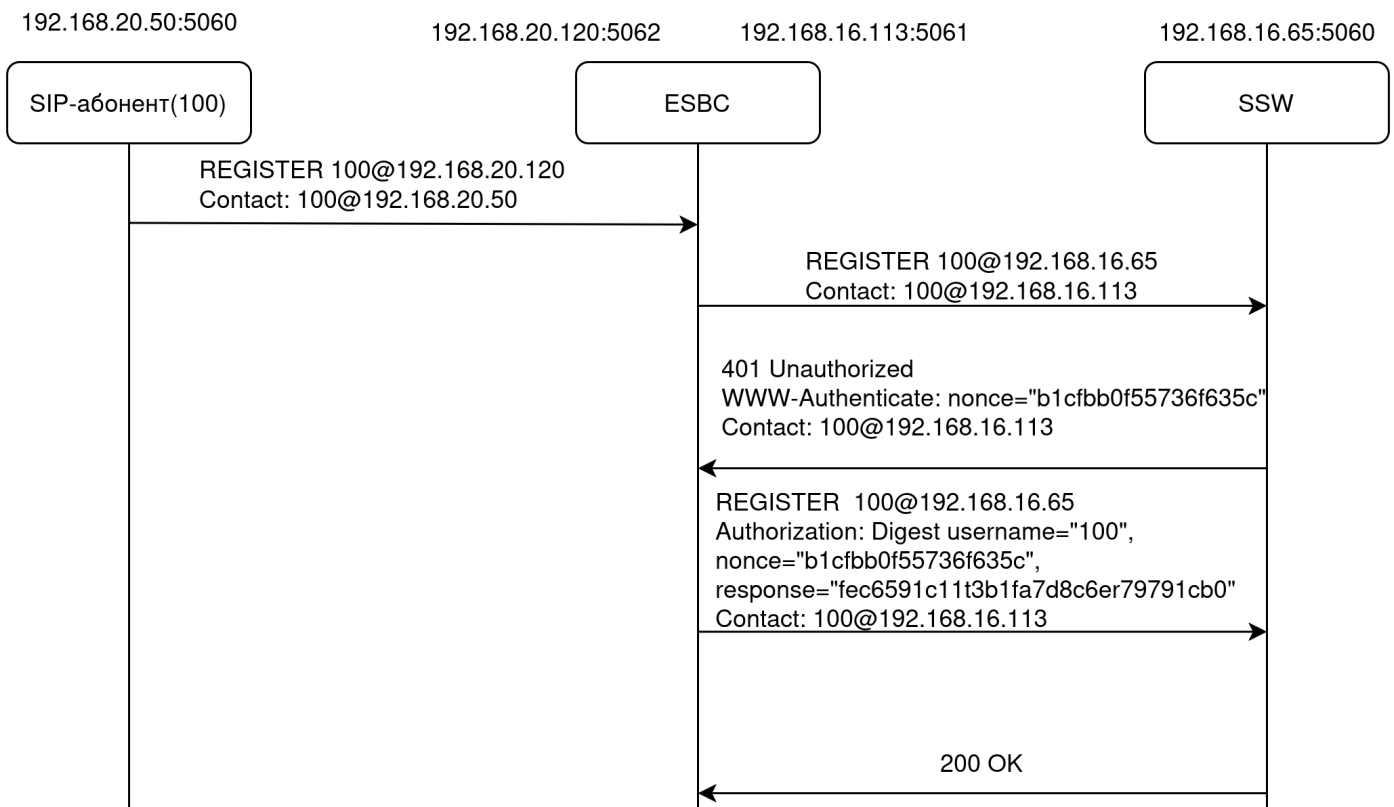 192.168.20.50:5060
192.168.20.120:5062
192.168.16.113:5061
192.168.16.65:5060
SIP-абонент(100)
ESBC
SSW
REGISTER 100@192.168.20.120
Contact: 100@192.168.20.50
REGISTER 100@192.168.16.65
Contact: 100@192.168.16.113
401 Unauthorized
WWW-Authenticate: nonce="b1cfbb0f55736f635c"
Contact: 100@192.168.16.113
REGISTER  100@192.168.16.65
Authorization: Digest username="100",
nonce="b1cfbb0f55736f635c",
response="fec6591c11t3b1fa7d8c6er79791cb0"
Contact: 100@192.168.16.113
200 OK